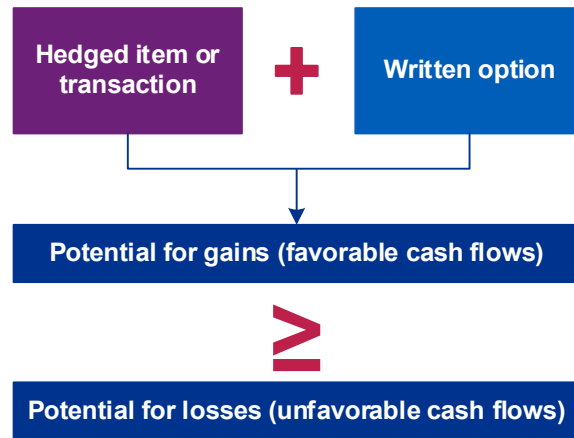 Hedged item or
transaction
+
Written option
Potential for gains (favorable cash flows)
≥
Potential for losses (unfavorable cash flows)